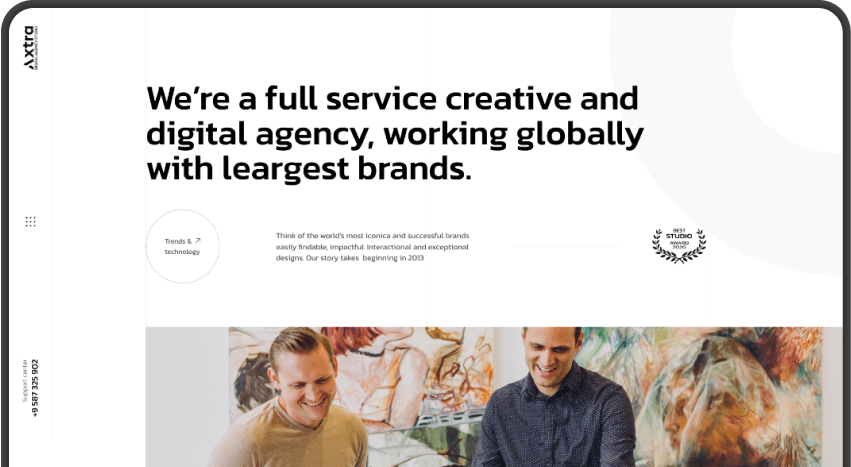 Axtra
We're a full service creative and
digital agency, working globally
with leargest brands.
Trends &
technology
Think of the world's most iconica and successful brands
easily findable, impactful. Interactional and exceptional
designs. Our story takes beginning in 2013
BEST
STUDIO
AWARD
2020
Support center
+9 587 325 902